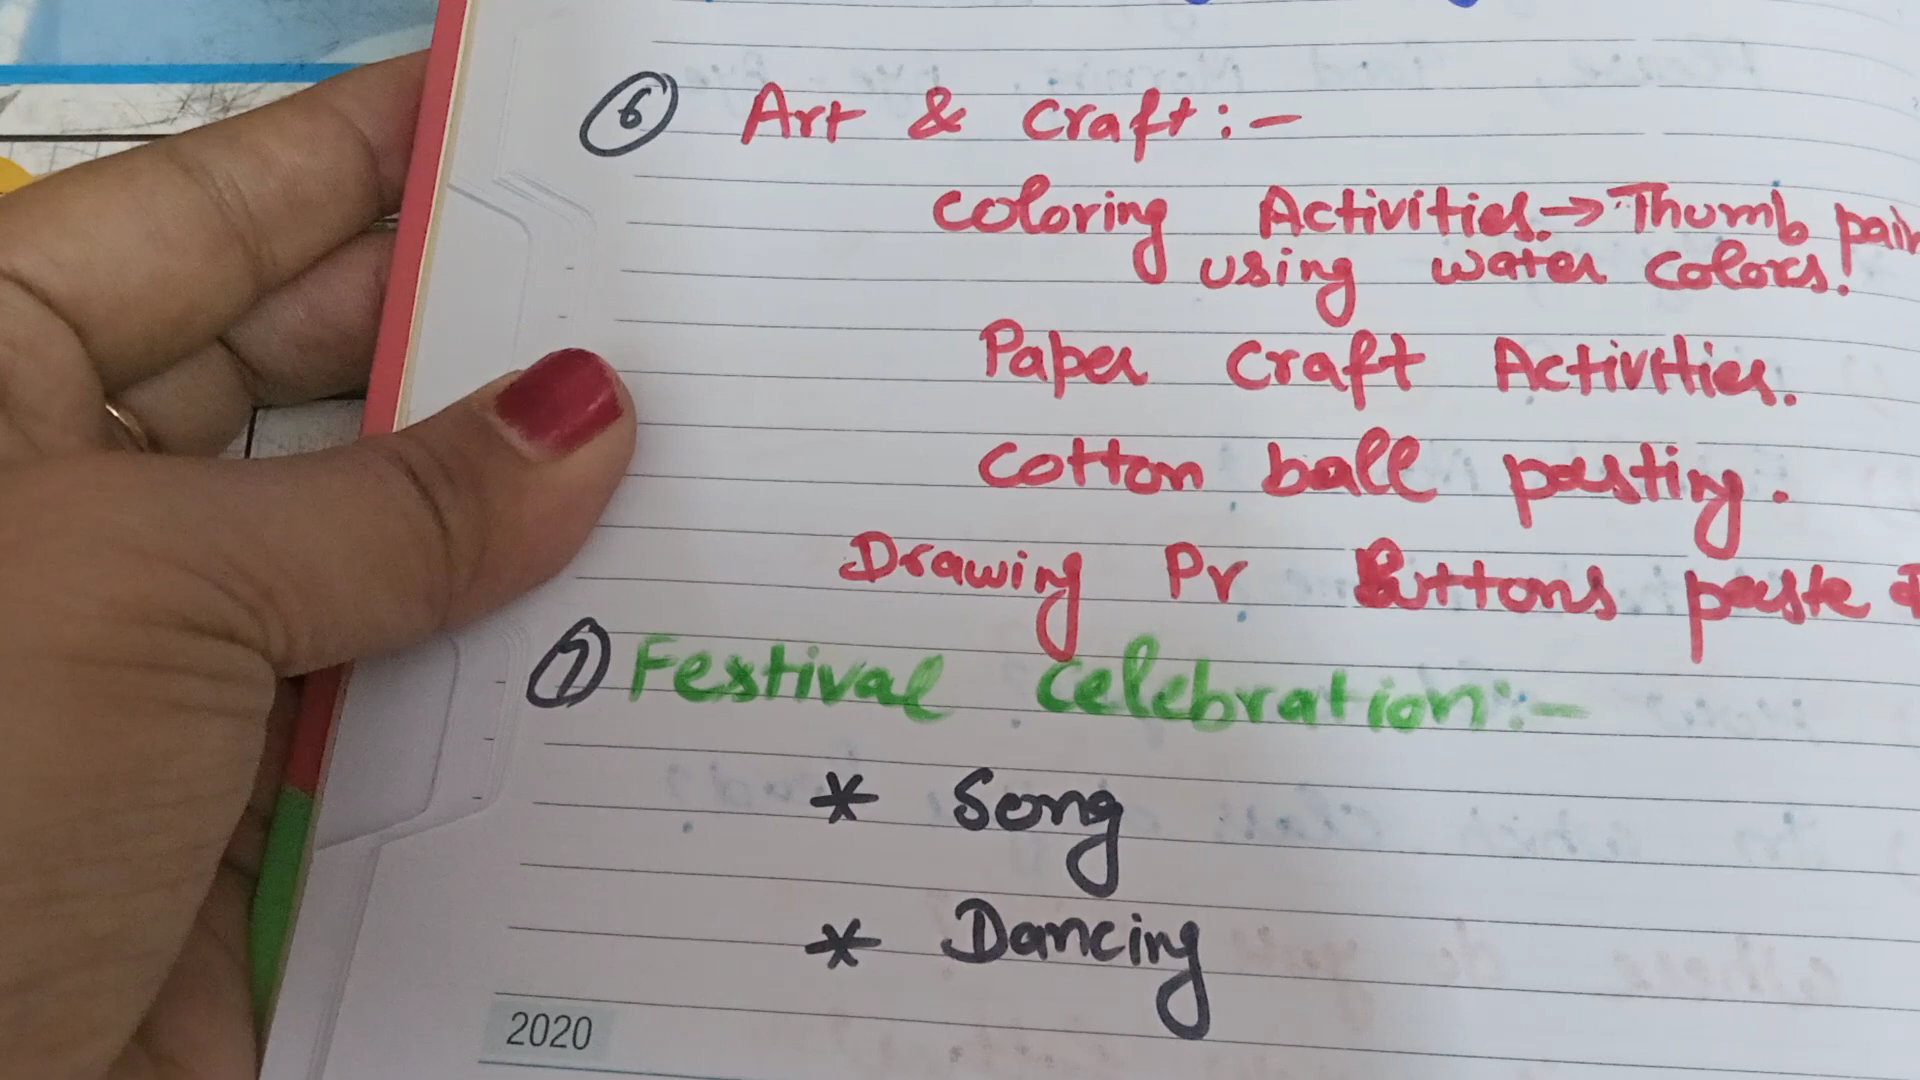 ⑥ Art & Craft:-
Coloring Activities.→ Thumb
using water colors.
Paper Craft Activities.
Cotton ball pasting.
Drawing Pr Buttons paste
⑦ Festival Celebration:-
* Song
* Dancing
2020